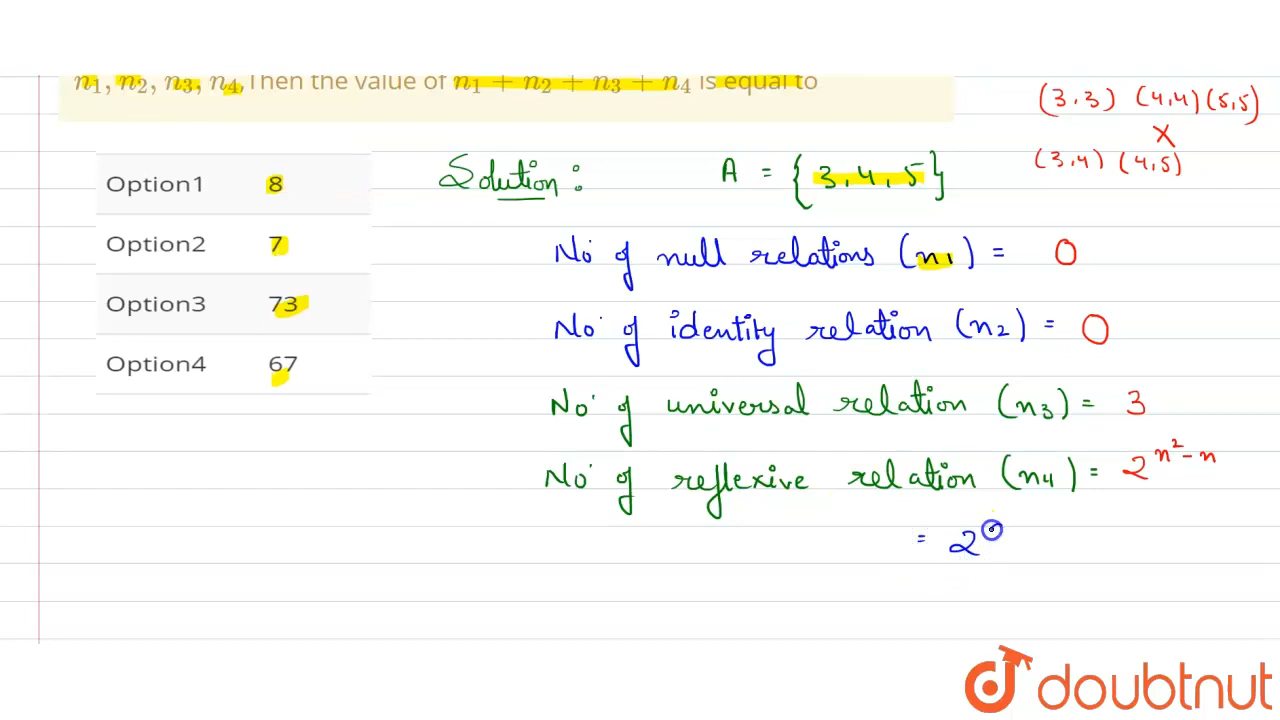 n₁, n₂, n₃, n₄, Then the value of n₁ + n₂ + n₃ + n₄ is equal to
(3,3) (4,4) (5,5)
X
(3,4) (4,5)
Option1 8
Option2 7
Option3 73
Option4 67
Solution : A = {3,4,5}
No. of null relations (n1) = 0
No. of identity relation (n2) = 0
No. of universal relation (n3) = 3
No. of reflexive relation (n4) = 2^(n²-n)
= 2
doubtnut